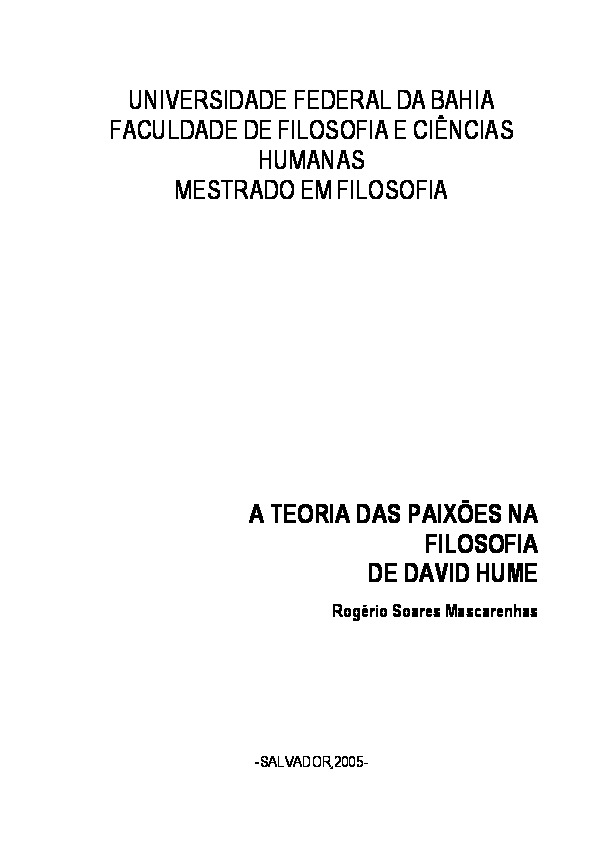 UNIVERSIDADE FEDERAL DA BAHIA
FACULDADE DE FILOSOFIA E CIÊNCIAS
HUMANAS
MESTRADO EM FILOSOFIA
A TEORIA DAS PAIXÕES NA
FILOSOFIA
DE DAVID HUME
Rogério Soares Mascarenhas
-SALVADOR,2005-